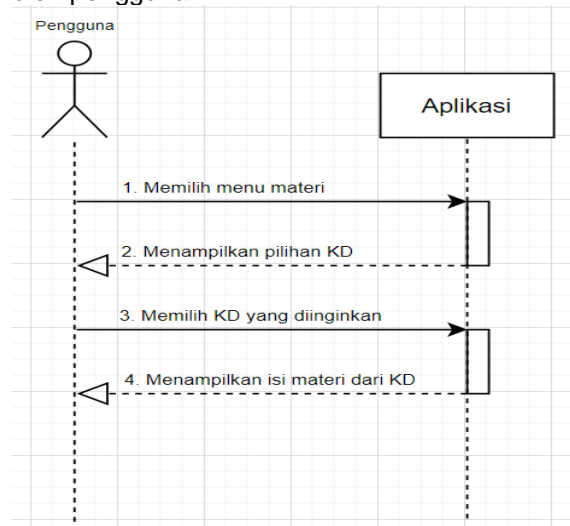 Pengguna
Aplikasi
1. Memilih menu materi
2. Menampilkan pilihan KD
3. Memilih KD yang diinginkan
4. Menampilkan isi materi dari KD